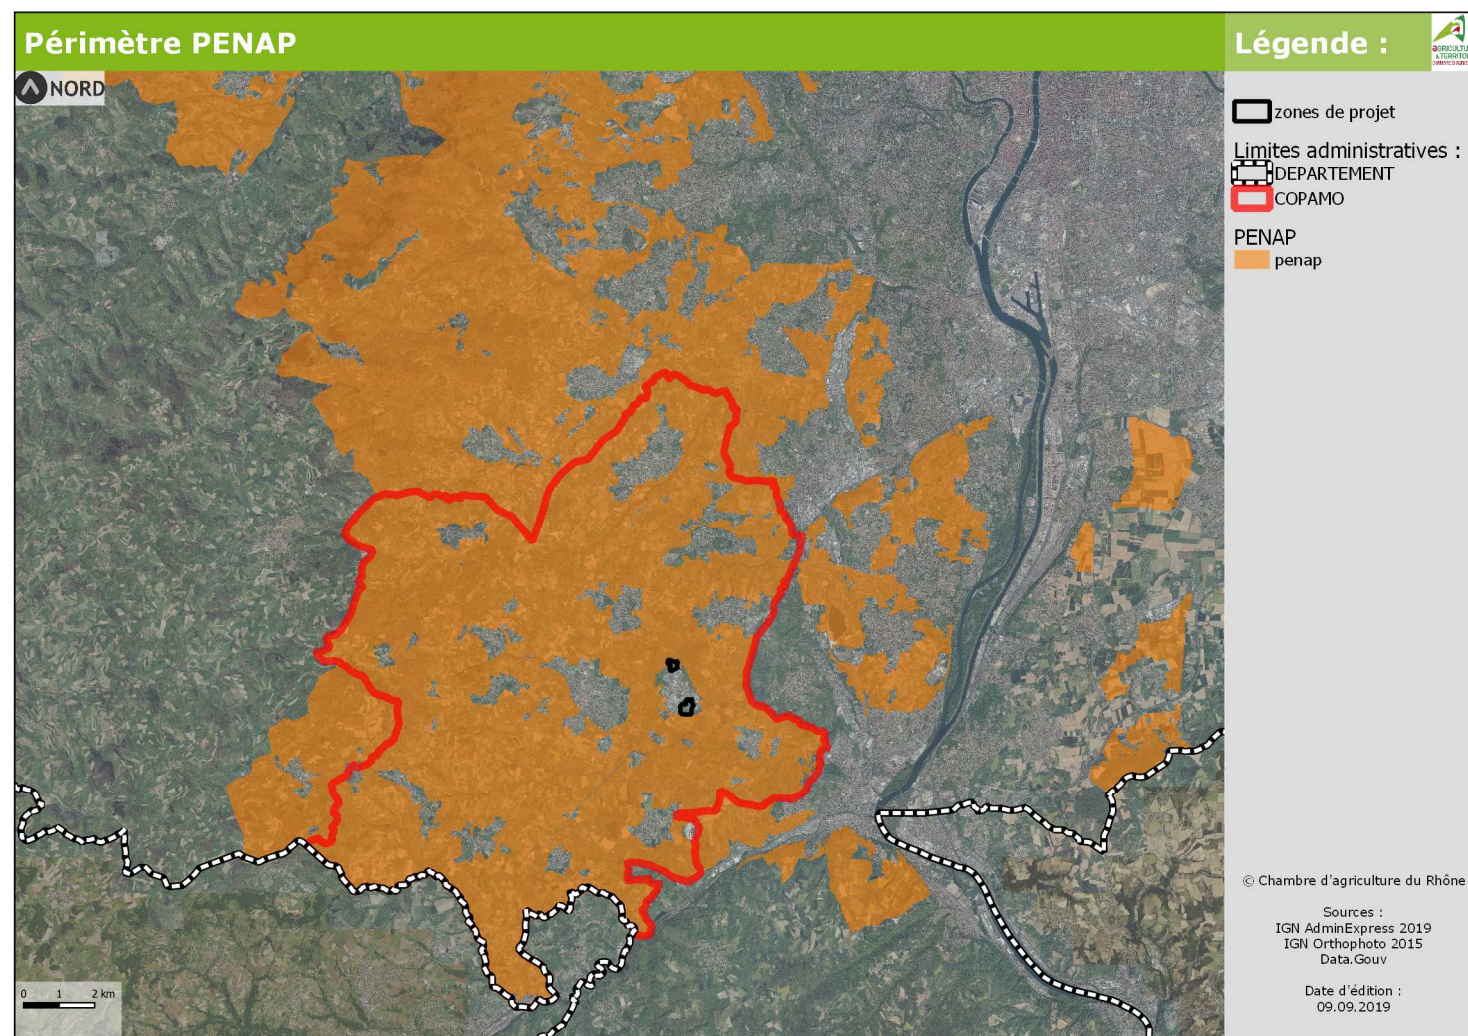 Périmètre PENAP
Légende :
NORD
zones de projet
Limites administratives :
DEPARTEMENT
COPAMO
PENAP
penap
© Chambre d'agriculture du Rhône
Sources :
IGN AdminExpress 2019
IGN Orthophoto 2015
Data.Gouv
Date d'édition :
09.09.2019
0 1 2 km